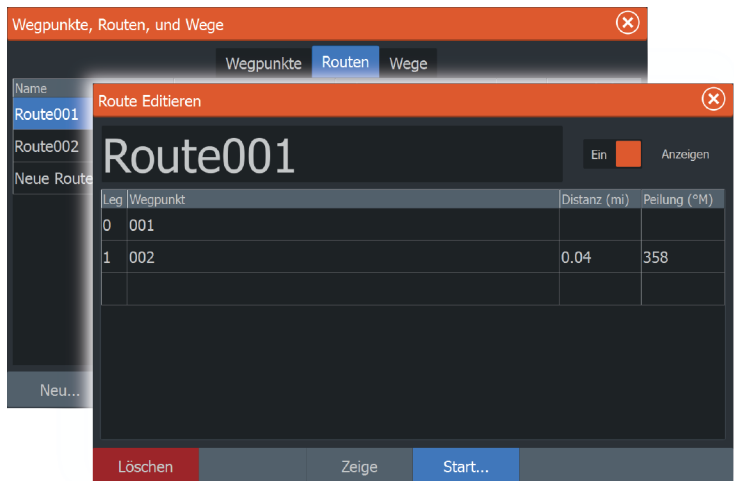 Wegpunkte, Routen, und Wege
Wegpunkte Routen Wege
Name
Route001
Route002
Neue Route
Neu...
Route Editieren
Route001
Ein Anzeigen
Leg Wegpunkt Distanz (mi) Peilung (°M)
0 001
1 002 0.04 358
Löschen Zeige Start...